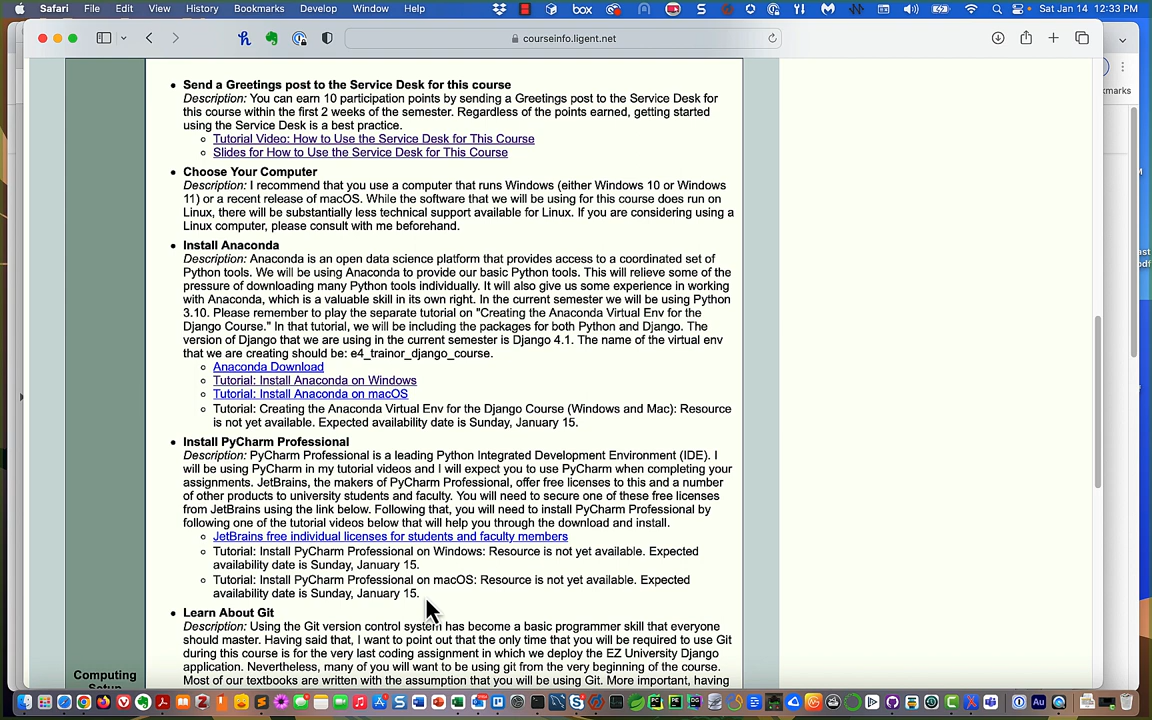 Safari File Edit View History Bookmarks Develop Window Help box Sat Jan 14 12:33 PM
courseinfo.ligent.net
• Send a Greetings post to the Service Desk for this course
Description: You can earn 10 participation points by sending a Greetings post to the Service Desk for
this course within the first 2 weeks of the semester. Regardless of the points earned, getting started
using the Service Desk is a best practice.
Tutorial Video: How to Use the Service Desk for This Course
Slides for How to Use the Service Desk for This Course
• Choose Your Computer
Description: I recommend that you use a computer that runs Windows (either Windows 10 or Windows
11) or a recent release of macOS. While the software that we will be using for this course does run on
Linux, there will be substantially less technical support available for Linux. If you are considering using a
Linux computer, please consult with me beforehand.
• Install Anaconda
Description: Anaconda is an open data science platform that provides access to a coordinated set of
Python tools. We will be using Anaconda to provide our basic Python tools. This will relieve some of the
pressure of downloading many Python tools individually. It will also give us some experience in working
with Anaconda, which is a valuable skill in its own right. In the current semester we will be using Python
3.10. Please remember to play the separate tutorial on "Creating the Anaconda Virtual Env for the
Django Course." In that tutorial, we will be including the packages for both Python and Django. The
version of Django that we are using in the current semester is Django 4.1. The name of the virtual env
that we are creating should be: e4_trainor_django_course.
Anaconda Download
Tutorial: Install Anaconda on Windows
Tutorial: Install Anaconda on macOS
Tutorial: Creating the Anaconda Virtual Env for the Django Course (Windows and Mac): Resource
is not yet available. Expected availability date is Sunday, January 15.
• Install PyCharm Professional
Description: PyCharm Professional is a leading Python Integrated Development Environment (IDE). I
will be using PyCharm in my tutorial videos and I will expect you to use PyCharm when completing your
assignments. JetBrains, the makers of PyCharm Professional, offer free licenses to this and a number
of other products to university students and faculty. You will need to secure one of these free licenses
from JetBrains using the link below. Following that, you will need to install PyCharm Professional by
following one of the tutorial videos below that will help you through the download and install.
JetBrains free individual licenses for students and faculty members
Tutorial: Install PyCharm Professional on Windows: Resource is not yet available. Expected
availability date is Sunday, January 15.
Tutorial: Install PyCharm Professional on macOS: Resource is not yet available. Expected
availability date is Sunday, January 15.
• Learn About Git
Description: Using the Git version control system has become a basic programmer skill that everyone
should master. Having said that, I want to point out that the only time that you will be required to use Git
during this course is for the very last coding assignment in which we deploy the EZ University Django
application. Nevertheless, many of you will want to be using git from the very beginning of the course.
Most of our textbooks are written with the assumption that you will be using Git. More important, having
Computing
Setup